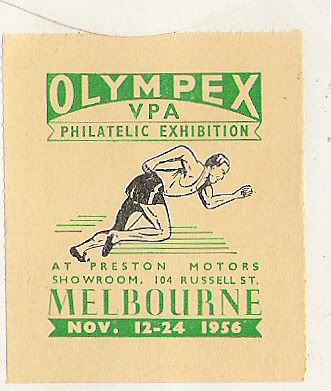 OLYMPEX
VPA
PHILATELIC EXHIBITION
AT PRESTON MOTORS
SHOWROOM, 104 RUSSELL ST.
MELBOURNE
NOV. 12-24 1956